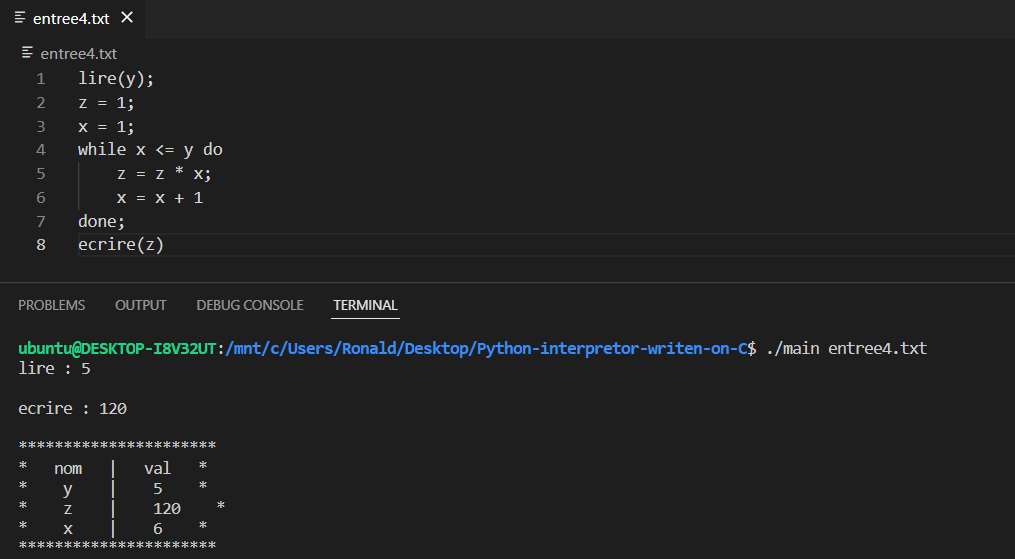 entree4.txt ×
entree4.txt
1 lire(y);
2 z = 1;
3 x = 1;
4 while x <= y do
5     z = z * x;
6     x = x + 1
7 done;
8 ecrire(z)
PROBLEMS OUTPUT DEBUG CONSOLE TERMINAL
ubuntu@DESKTOP-I8V32UT:/mnt/c/Users/Ronald/Desktop/Python-interpretor-writen-on-C$ ./main entree4.txt
lire : 5
ecrire : 120
**********************
*   nom   |   val   *
*    y    |    5    *
*    z    |    120    *
*    x    |    6    *
**********************